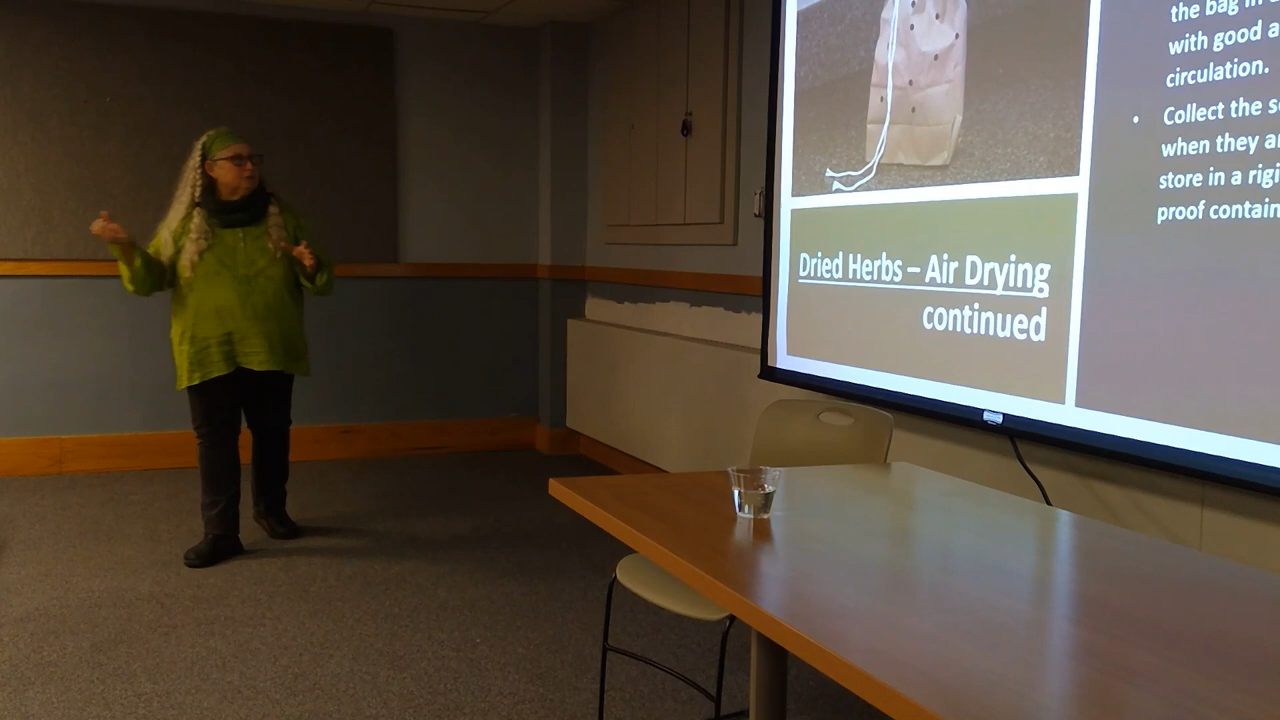 the bag in
with good a
circulation.
• Collect the s
when they a
store in a rigi
proof contain
Dried Herbs – Air Drying
continued